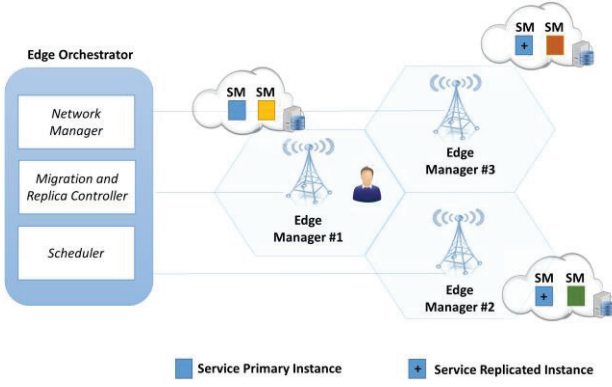 Edge Orchestrator
Network
Manager
Migration and
Replica Controller
Scheduler
SM SM
Edge
Manager #1
SM SM
+
Edge
Manager #3
SM SM
+
Edge
Manager #2
Service Primary Instance
+ Service Replicated Instance